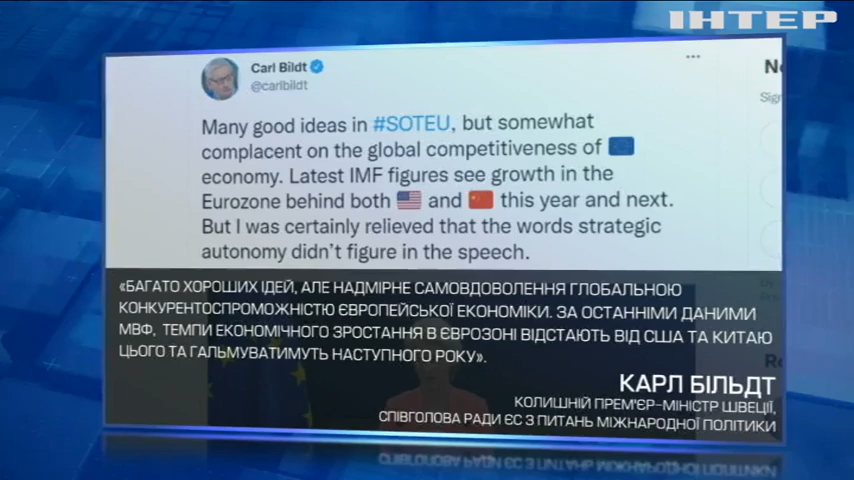 ІНТЕР
Carl Bildt
@carlbildt
Many good ideas in #SOTEU, but somewhat
complacent on the global competitiveness of
economy. Latest IMF figures see growth in the
Eurozone behind both and this year and next.
But I was certainly relieved that the words strategic
autonomy didn't figure in the speech.
«БАГАТО ХОРОШИХ ІДЕЙ, АЛЕ НАДМІРНЕ САМОВДОВОЛЕННЯ ГЛОБАЛЬНОЮ
КОНКУРЕНТОСПРОМОЖНІСТЮ ЄВРОПЕЙСЬКОЇ ЕКОНОМІКИ. ЗА ОСТАННІМИ ДАНИМИ
МВФ, ТЕМПИ ЕКОНОМІЧНОГО ЗРОСТАННЯ В ЄВРОЗОНІ ВІДСТАЮТЬ ВІД США ТА КИТАЮ
ЦЬОГО ТА ГАЛЬМУВАТИМУТЬ НАСТУПНОГО РОКУ».
КАРЛ БІЛЬДТ
КОЛИШНІЙ ПРЕМ'ЄР-МІНІСТР ШВЕЦІЇ,
СПІВГОЛОВА РАДИ ЄС З ПИТАНЬ МІЖНАРОДНОЇ ПОЛІТИКИ